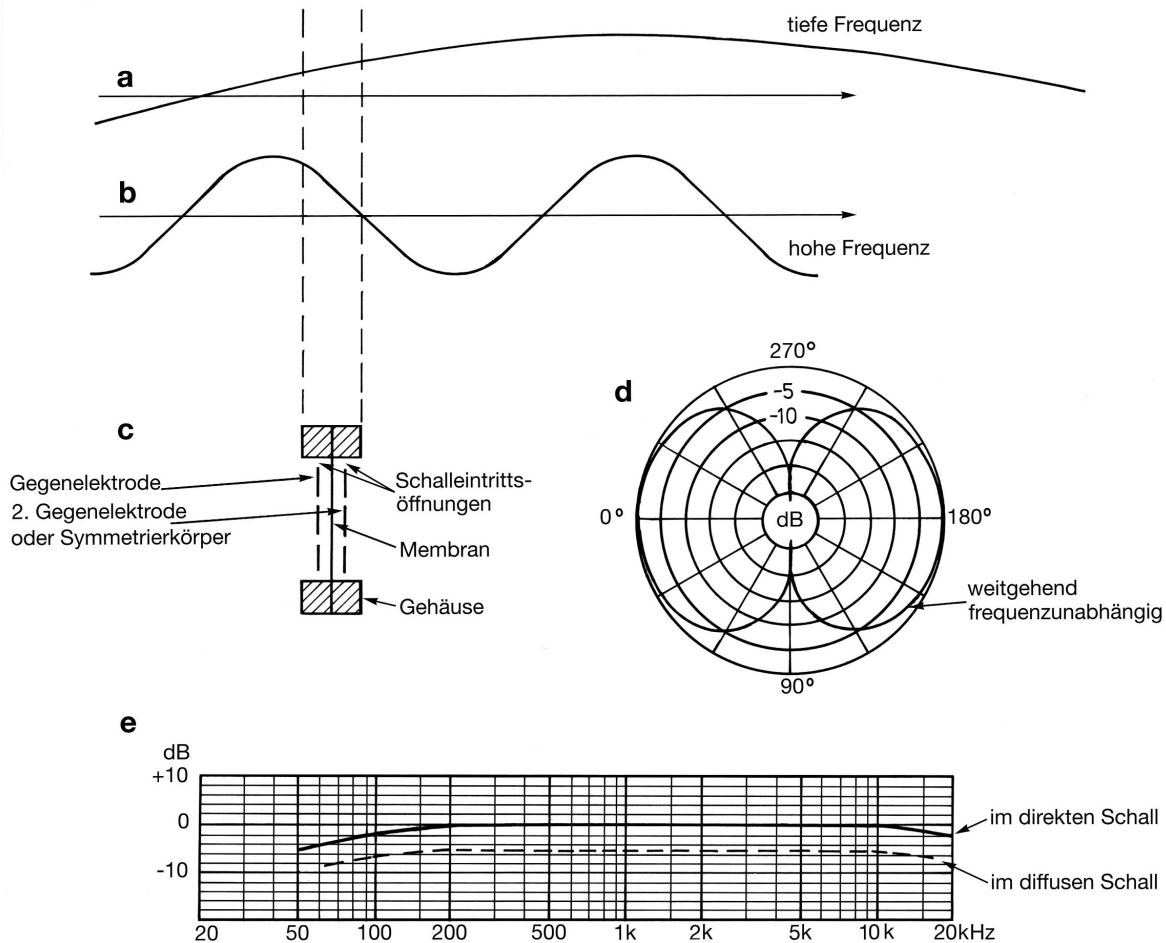 tiefe Frequenz
a
b
hohe Frequenz
c
Gegenelektrode
2. Gegenelektrode
oder Symmetrierkörper
Schalleintritts-
öffnungen
Membran
Gehäuse
d
270°
-5
-10
0°
dB
180°
weitgehend
frequenzunabhängig
90°
e
dB
+10
0
-10
im direkten Schall
im diffusen Schall
20 50 100 200 500 1k 2k 5k 10k 20kHz